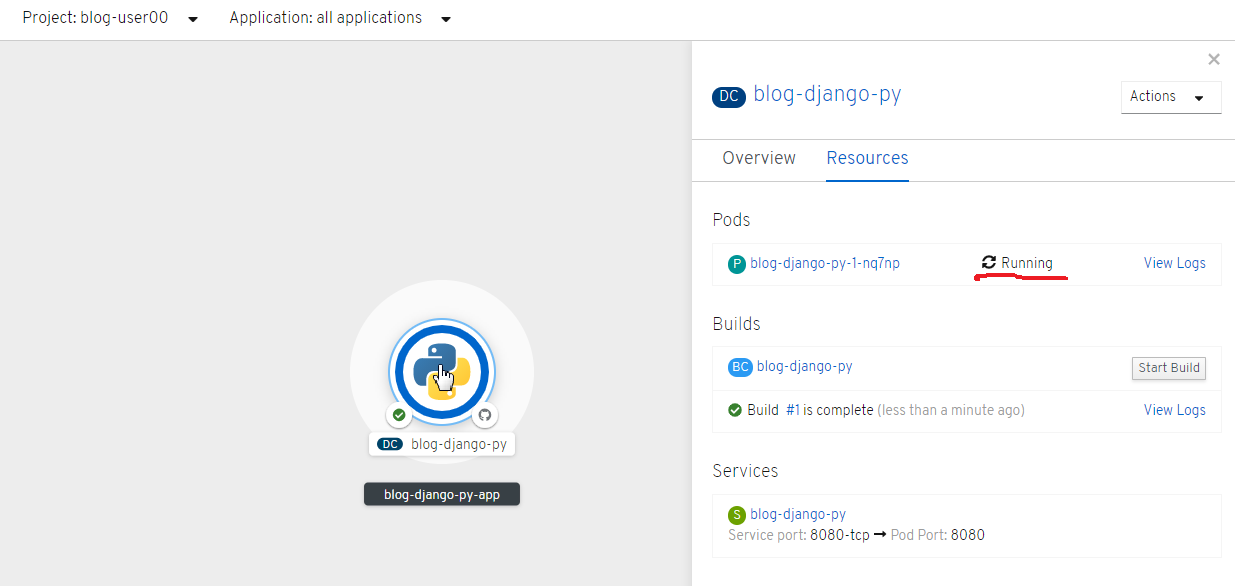 Project: blog-user00 Application: all applications
DC blog-django-py
Actions
Overview Resources
Pods
P blog-django-py-1-nq7np Running View Logs
Builds
BC blog-django-py Start Build
Build #1 is complete (less than a minute ago) View Logs
Services
S blog-django-py
Service port: 8080-tcp → Pod Port: 8080
DC blog-django-py
blog-django-py-app